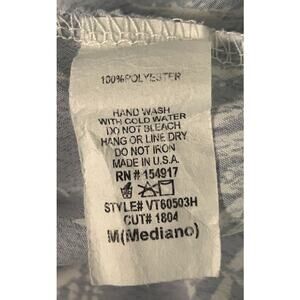 100%POLYESTER
HAND WASH
WITH COLD WATER
DO NOT BLEACH
HANG OR LINE DRY
DO NOT IRON
MADE IN U.S.A.
RN # 154917
STYLE# VT60503H
CUT# 1804
M(Mediano)